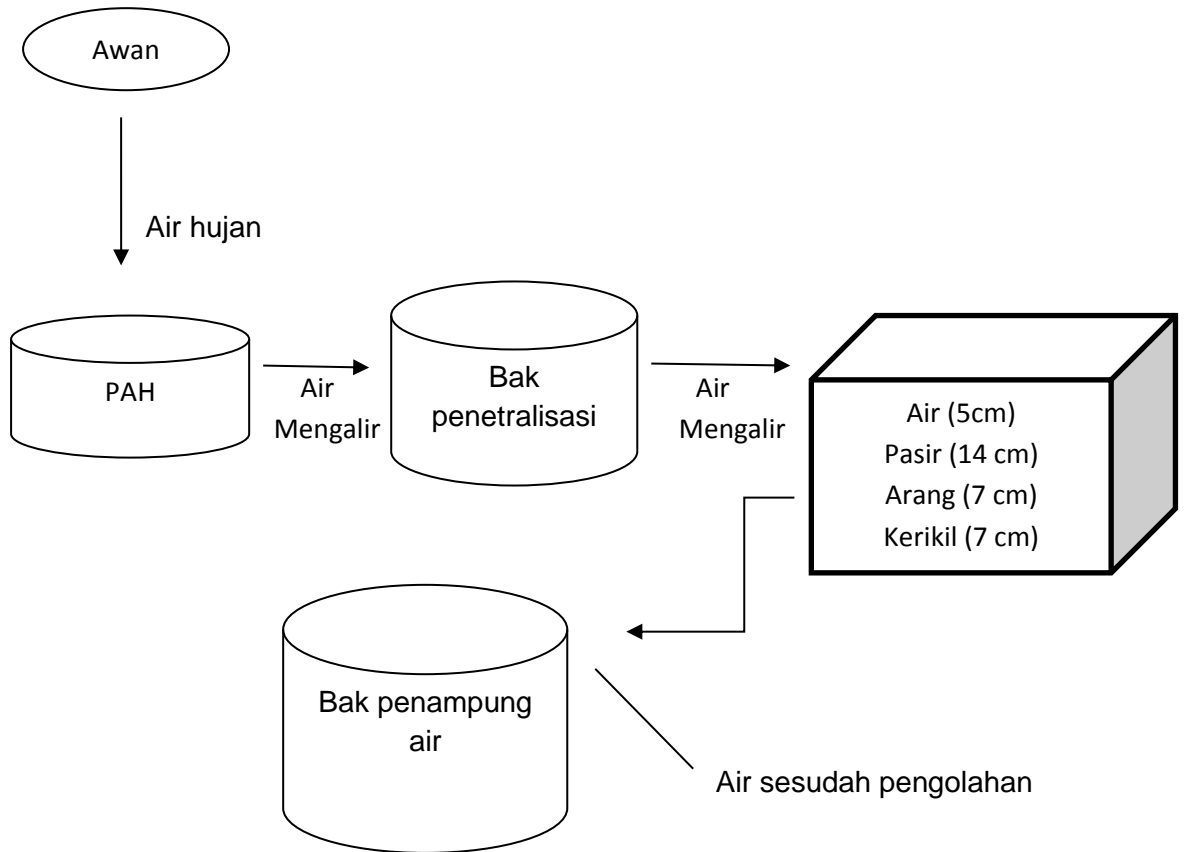 Awan
Air hujan
PAH
Air
Mengalir
Bak
penetralisasi
Air
Mengalir
Air (5cm)
Pasir (14 cm)
Arang (7 cm)
Kerikil (7 cm)
Bak penampung
air
Air sesudah pengolahan